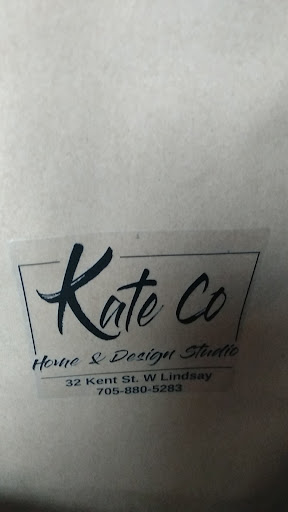 Kate Co
Home & Design Studio
32 Kent St. W Lindsay
705-880-5283